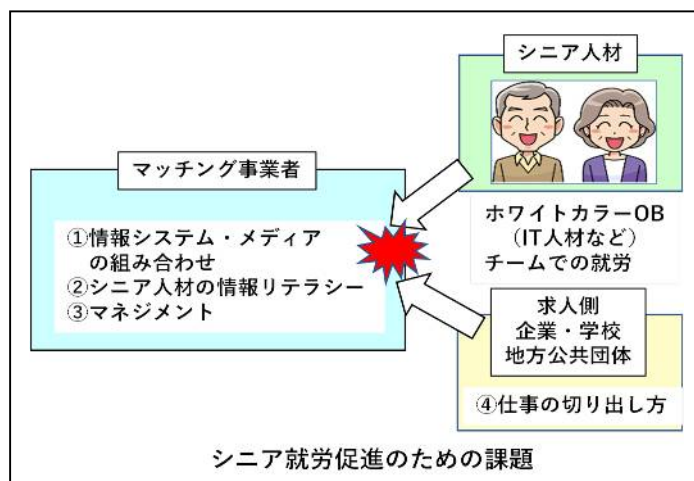 シニア人材
マッチング事業者
①情報システム・メディア
の組み合わせ
②シニア人材の情報リテラシー
③マネジメント
ホワイトカラーOB
（IT人材など）
チームでの就労
求人側
企業・学校
地方公共団体
④仕事の切り出し方
シニア就労促進のための課題